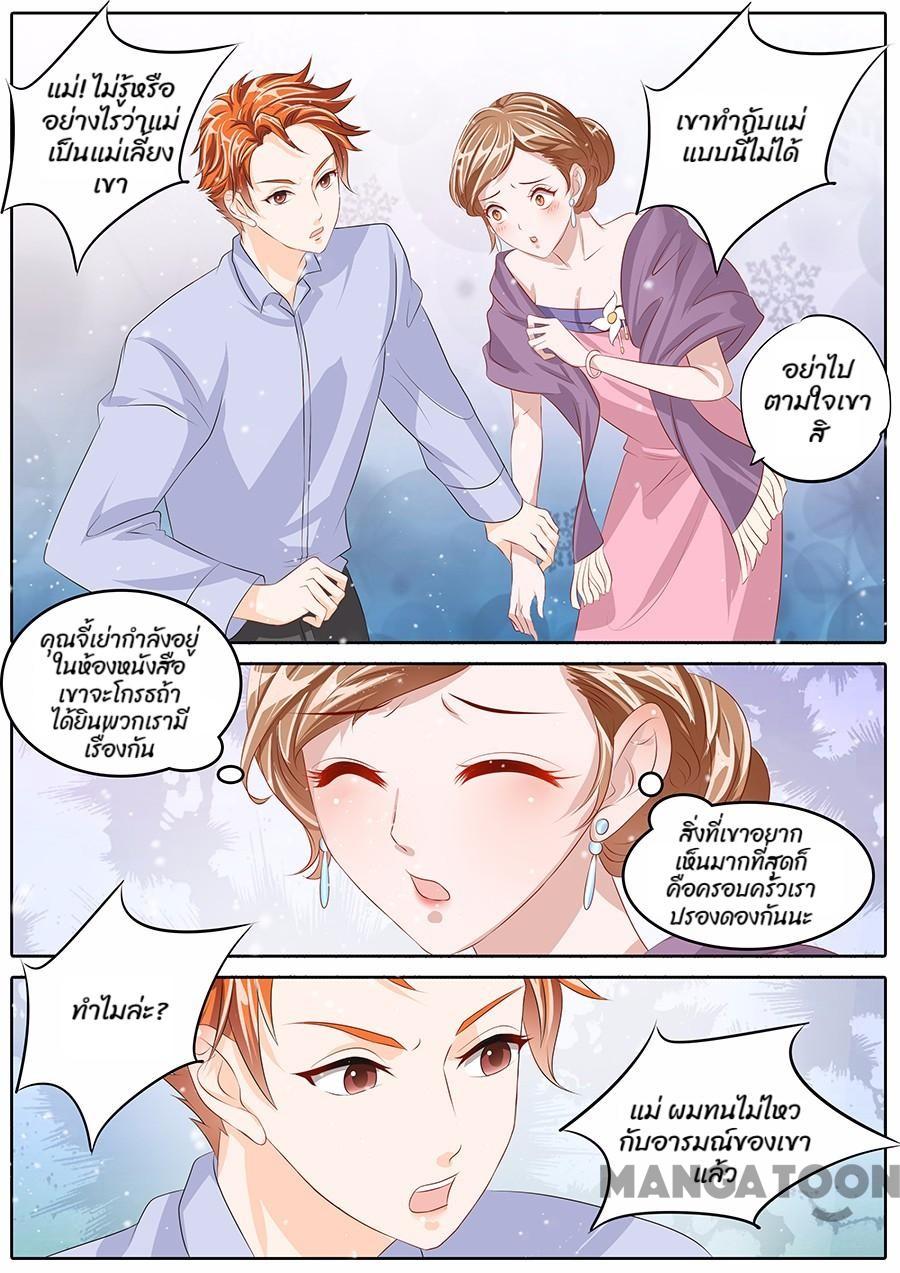 แม่! ไม่รู้หรือ
อย่างไรว่าแม่
เป็นแม่เลี้ยง
เขา
เขาทำกับแม่
แบบนี้ไม่ได้
อย่าไป
ตามใจเขา
สิ
คุณจี้เย่ากำลังอยู่
ในห้องหนังสือ
เขาจะโกรธถ้า
ได้ยินพวกเรามี
เรื่องกัน
สิ่งที่เขาอยาก
เห็นมากที่สุดก็
คือครอบครัวเรา
ปรองดองกันนะ
ทำไมล่ะ?
แม่ ผมทนไม่ไหว
กับอารมณ์ของเขา
แล้ว
MANGATOON